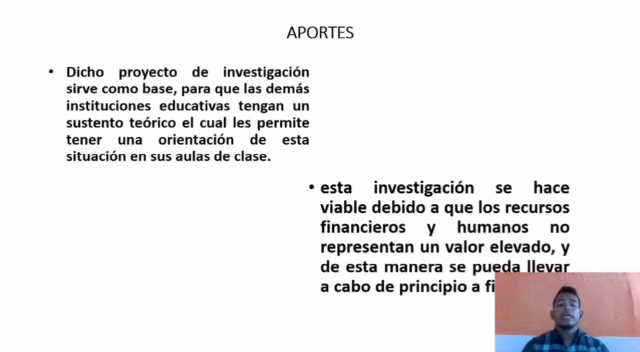 APORTES
• Dicho proyecto de investigación
sirve como base, para que las demás
instituciones educativas tengan un
sustento teórico el cual les permite
tener una orientación de esta
situación en sus aulas de clase.
• esta investigación se hace
viable debido a que los recursos
financieros y humanos no
representan un valor elevado, y
de esta manera se pueda llevar
a cabo de principio a